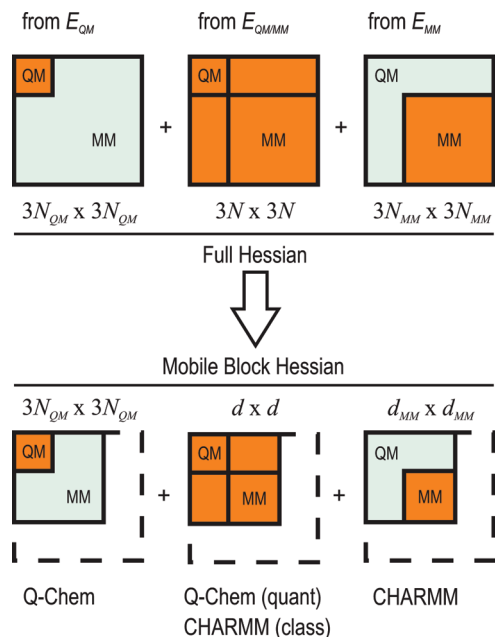 from E_QM from E_QM/MM from E_MM
QM QM QM
MM MM MM
+ +
3N_QM x 3N_QM 3N x 3N 3N_MM x 3N_MM
Full Hessian
Mobile Block Hessian
3N_QM x 3N_QM d x d d_MM x d_MM
QM QM QM
MM MM MM
+ +
Q-Chem Q-Chem (quant) CHARMM
CHARMM (class)